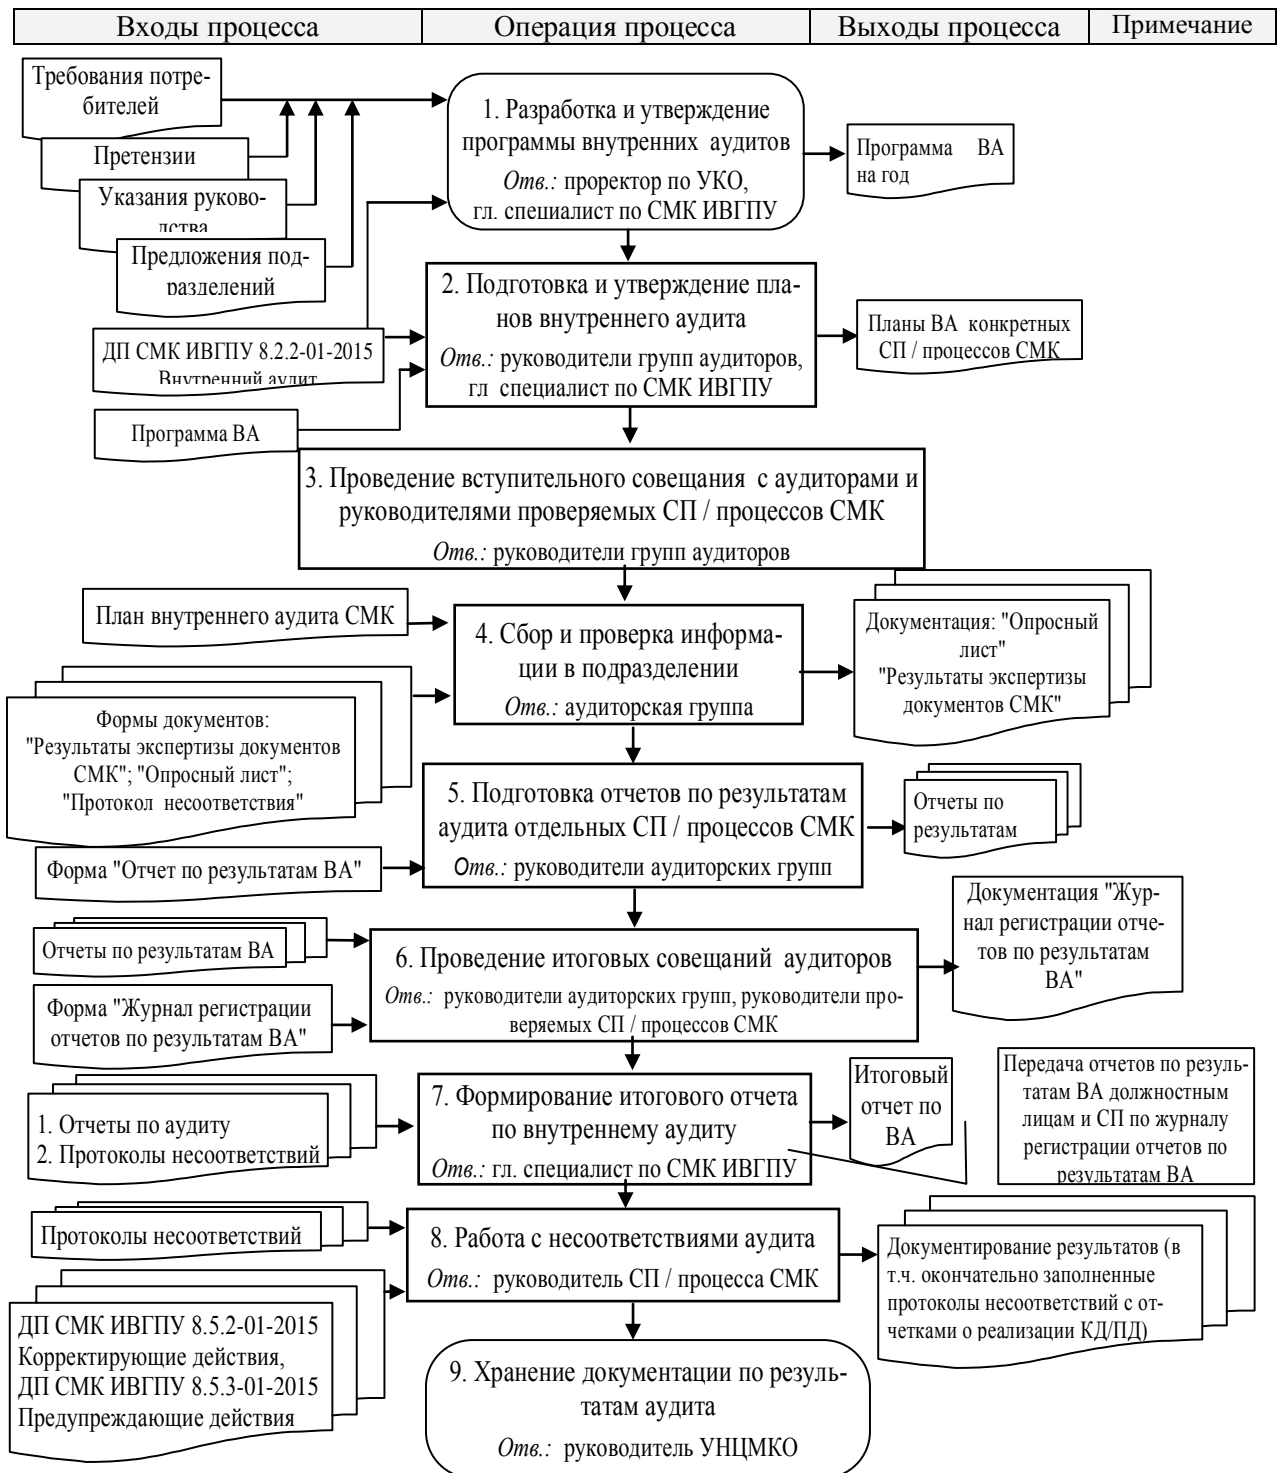 Входы процесса
Операция процесса
Выходы процесса
Примечание
Требования потре-
бителей
Претензии
Указания руково-
дства
Предложения под-
разделений
ДП СМК ИВГПУ 8.2.2-01-2015
Внутренний аудит
Программа ВА
1. Разработка и утверждение
программы внутренних аудитов
Отв.: проректор по УКО,
гл. специалист по СМК ИВГПУ
Программа ВА
на год
2. Подготовка и утверждение пла-
нов внутреннего аудита
Отв.: руководители групп аудиторов,
гл специалист по СМК ИВГПУ
Планы ВА конкретных
СП / процессов СМК
3. Проведение вступительного совещания с аудиторами и
руководителями проверяемых СП / процессов СМК
Отв.: руководители групп аудиторов
План внутреннего аудита СМК
Формы документов:
"Результаты экспертизы документов
СМК"; "Опросный лист";
"Протокол несоответствия"
4. Сбор и проверка информа-
ции в подразделении
Отв.: аудиторская группа
Документация: "Опросный
лист"
"Результаты экспертизы
документов СМК"
Форма "Отчет по результатам ВА"
5. Подготовка отчетов по результатам
аудита отдельных СП / процессов СМК
Отв.: руководители аудиторских групп
Отчеты по
результатам
Отчеты по результатам ВА
Форма "Журнал регистрации
отчетов по результатам ВА"
6. Проведение итоговых совещаний аудиторов
Отв.: руководители аудиторских групп, руководители про-
веряемых СП / процессов СМК
Документация "Жур-
нал регистрации отче-
тов по результатам
ВА"
1. Отчеты по аудиту
2. Протоколы несоответствий
7. Формирование итогового отчета
по внутреннему аудиту
Отв.: гл. специалист по СМК ИВГПУ
Итоговый
отчет по
ВА
Передача отчетов по резуль-
татам ВА должностным
лицам и СП по журналу
регистрации отчетов по
результатам ВА
Протоколы несоответствий
ДП СМК ИВГПУ 8.5.2-01-2015
Корректирующие действия,
ДП СМК ИВГПУ 8.5.3-01-2015
Предупреждающие действия
8. Работа с несоответствиями аудита
Отв.: руководитель СП / процесса СМК
Документирование результатов (в
т.ч. окончательно заполненные
протоколы несоответствий с от-
четками о реализации КД/ПД)
9. Хранение документации по резуль-
татам аудита
Отв.: руководитель УНЦМКО